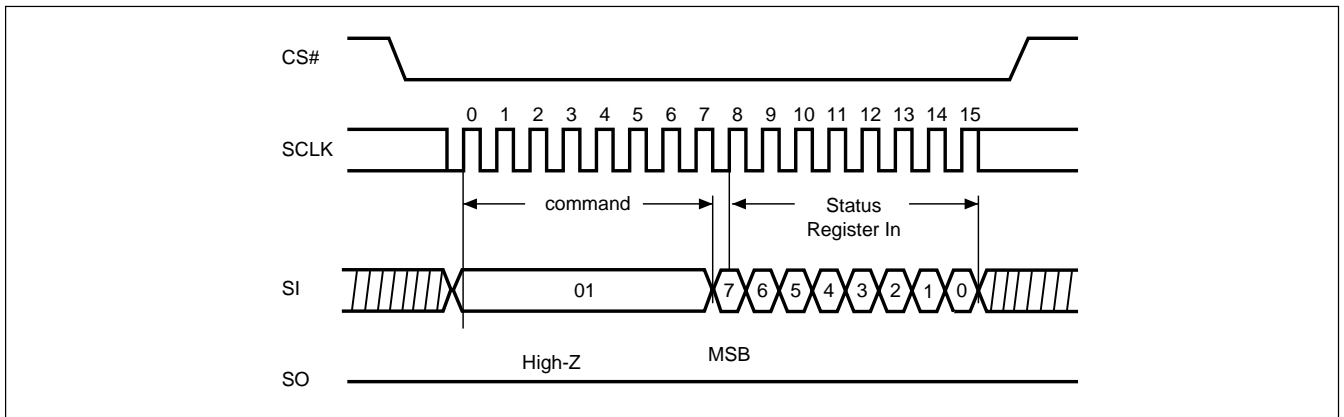 CS#
0 1 2 3 4 5 6 7 8 9 10 11 12 13 14 15
SCLK
command
Status
Register In
SI
01
7 6 5 4 3 2 1 0
High-Z
MSB
SO